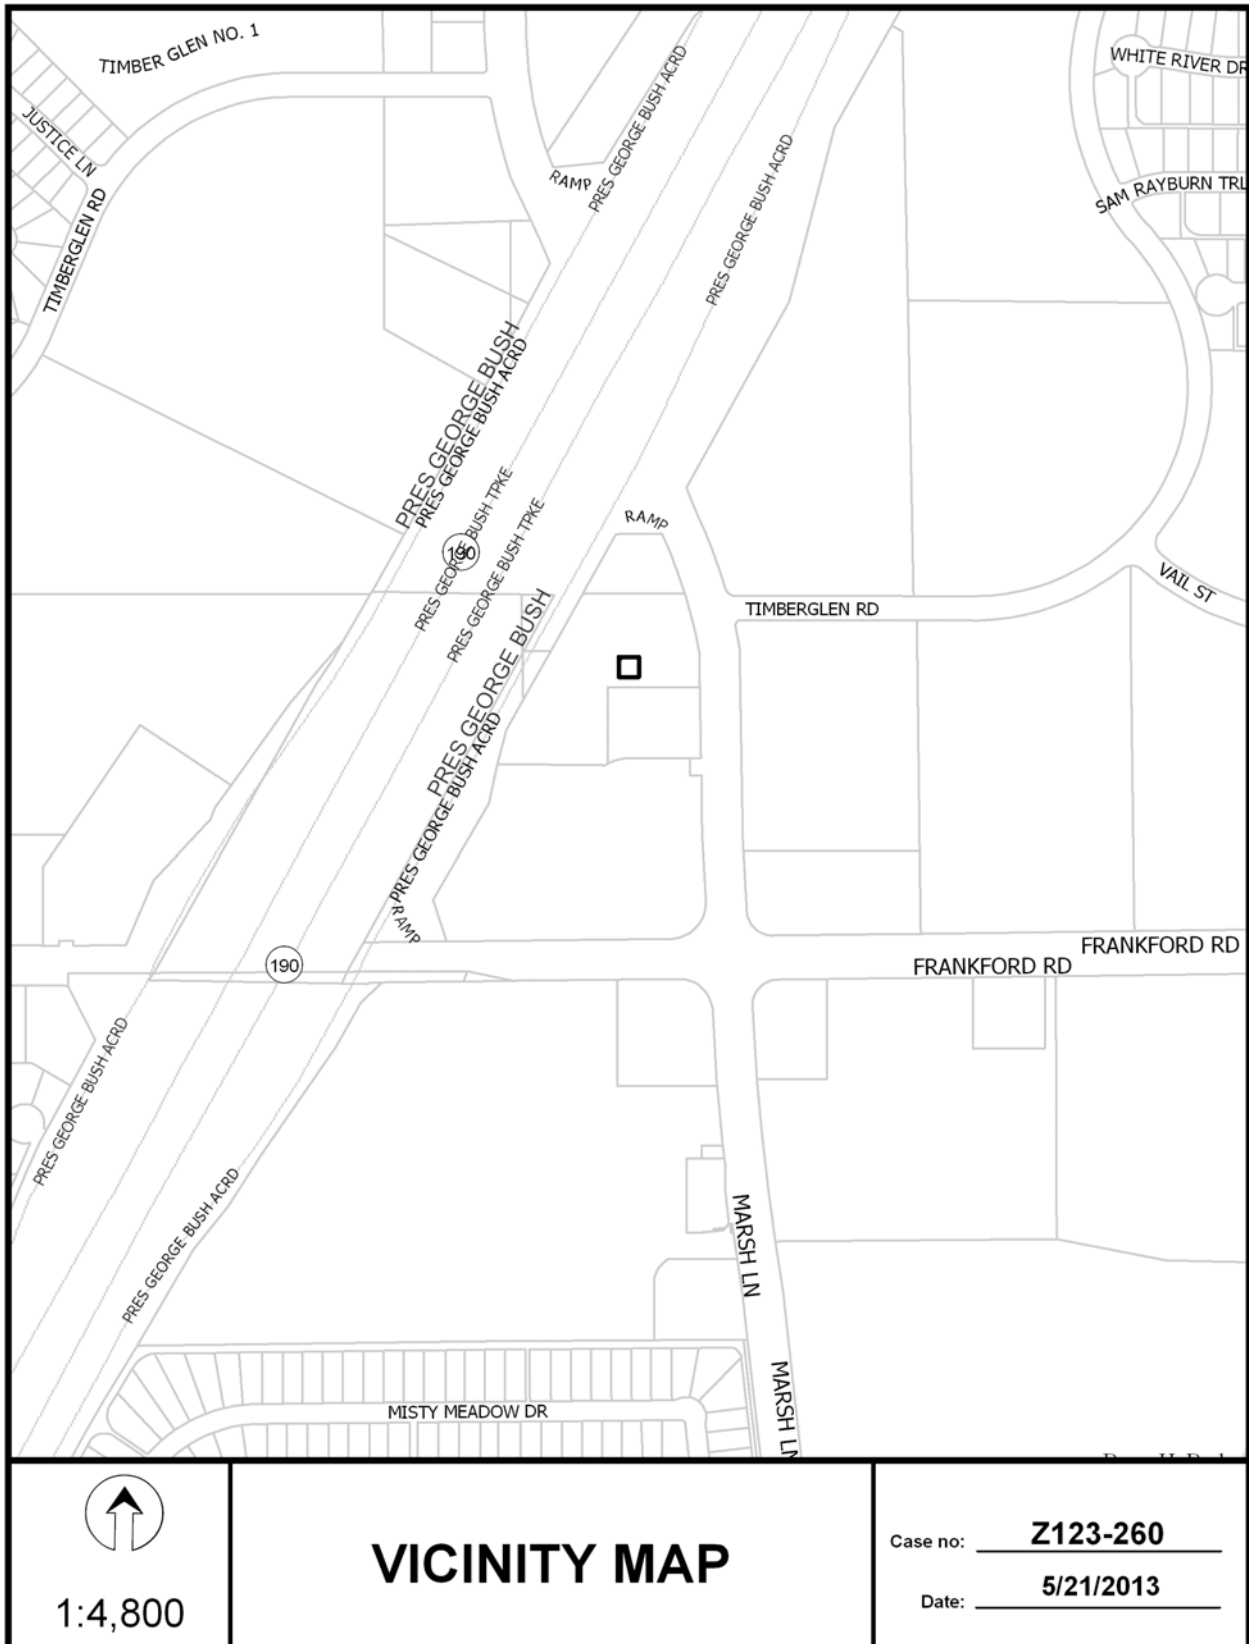 TIMBER GLEN NO. 1
WHITE RIVER DR
PRES GEORGE BUSH ACRD
JUSTICE LN
RAMP
PRES GEORGE BUSH ACRD
SAM RAYBURN TRL
TIMBERGLEN RD
PRES GEORGE BUSH
PRES GEORGE BUSH ACRD
PRES GEORGE BUSH TPKE
RAMP
190
PRES GEORGE BUSH TPKE
VAIL ST
TIMBERGLEN RD
PRES GEORGE BUSH
PRES GEORGE BUSH ACRD
RAMP
FRANKFORD RD
190
FRANKFORD RD
PRES GEORGE BUSH ACRD
PRES GEORGE BUSH ACRD
MARSH LN
MARSH LN
MISTY MEADOW DR
1:4,800
VICINITY MAP
Case no: Z123-260
Date: 5/21/2013